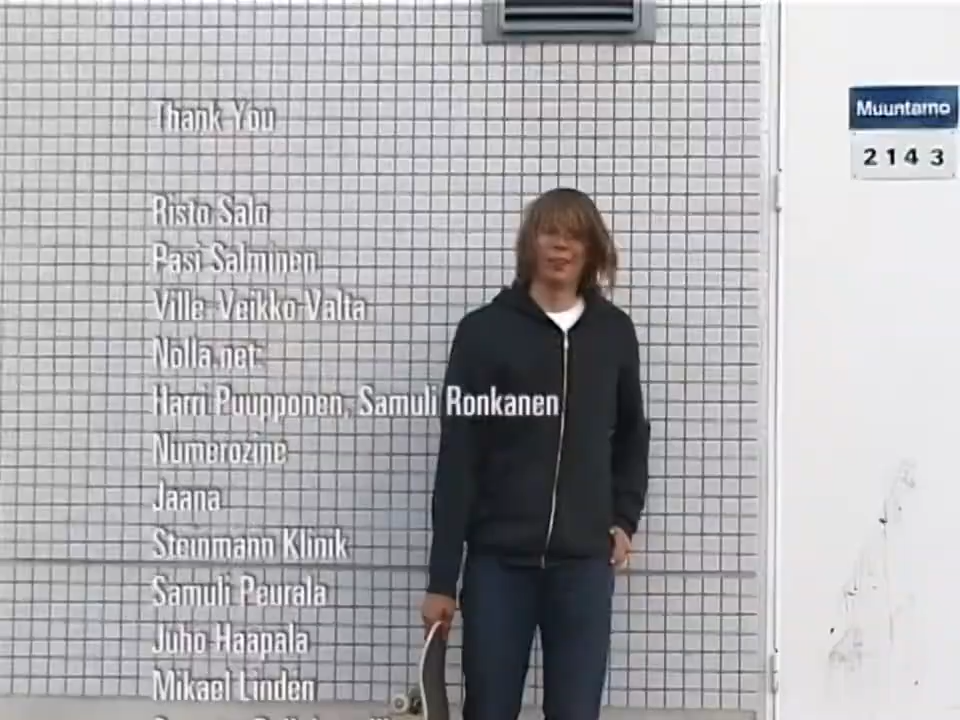 Thank You
Muuntamo
2143
Risto Salo
Pasi Salminen
Ville-Veikko Valta
Nolla.net:
Harri Puupponen, Samuli Ronkanen
Numerozine
Jaana
Steinmann Klinik
Samuli Peurala
Juho Haapala
Mikael Linden